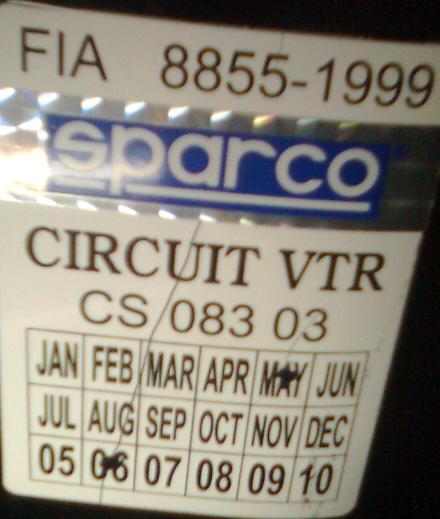 FIA 8855-1999
sparco
CIRCUIT VTR
CS 083 03
JAN FEB MAR APR MAY JUN
JUL AUG SEP OCT NOV DEC
05 06 07 08 09 10